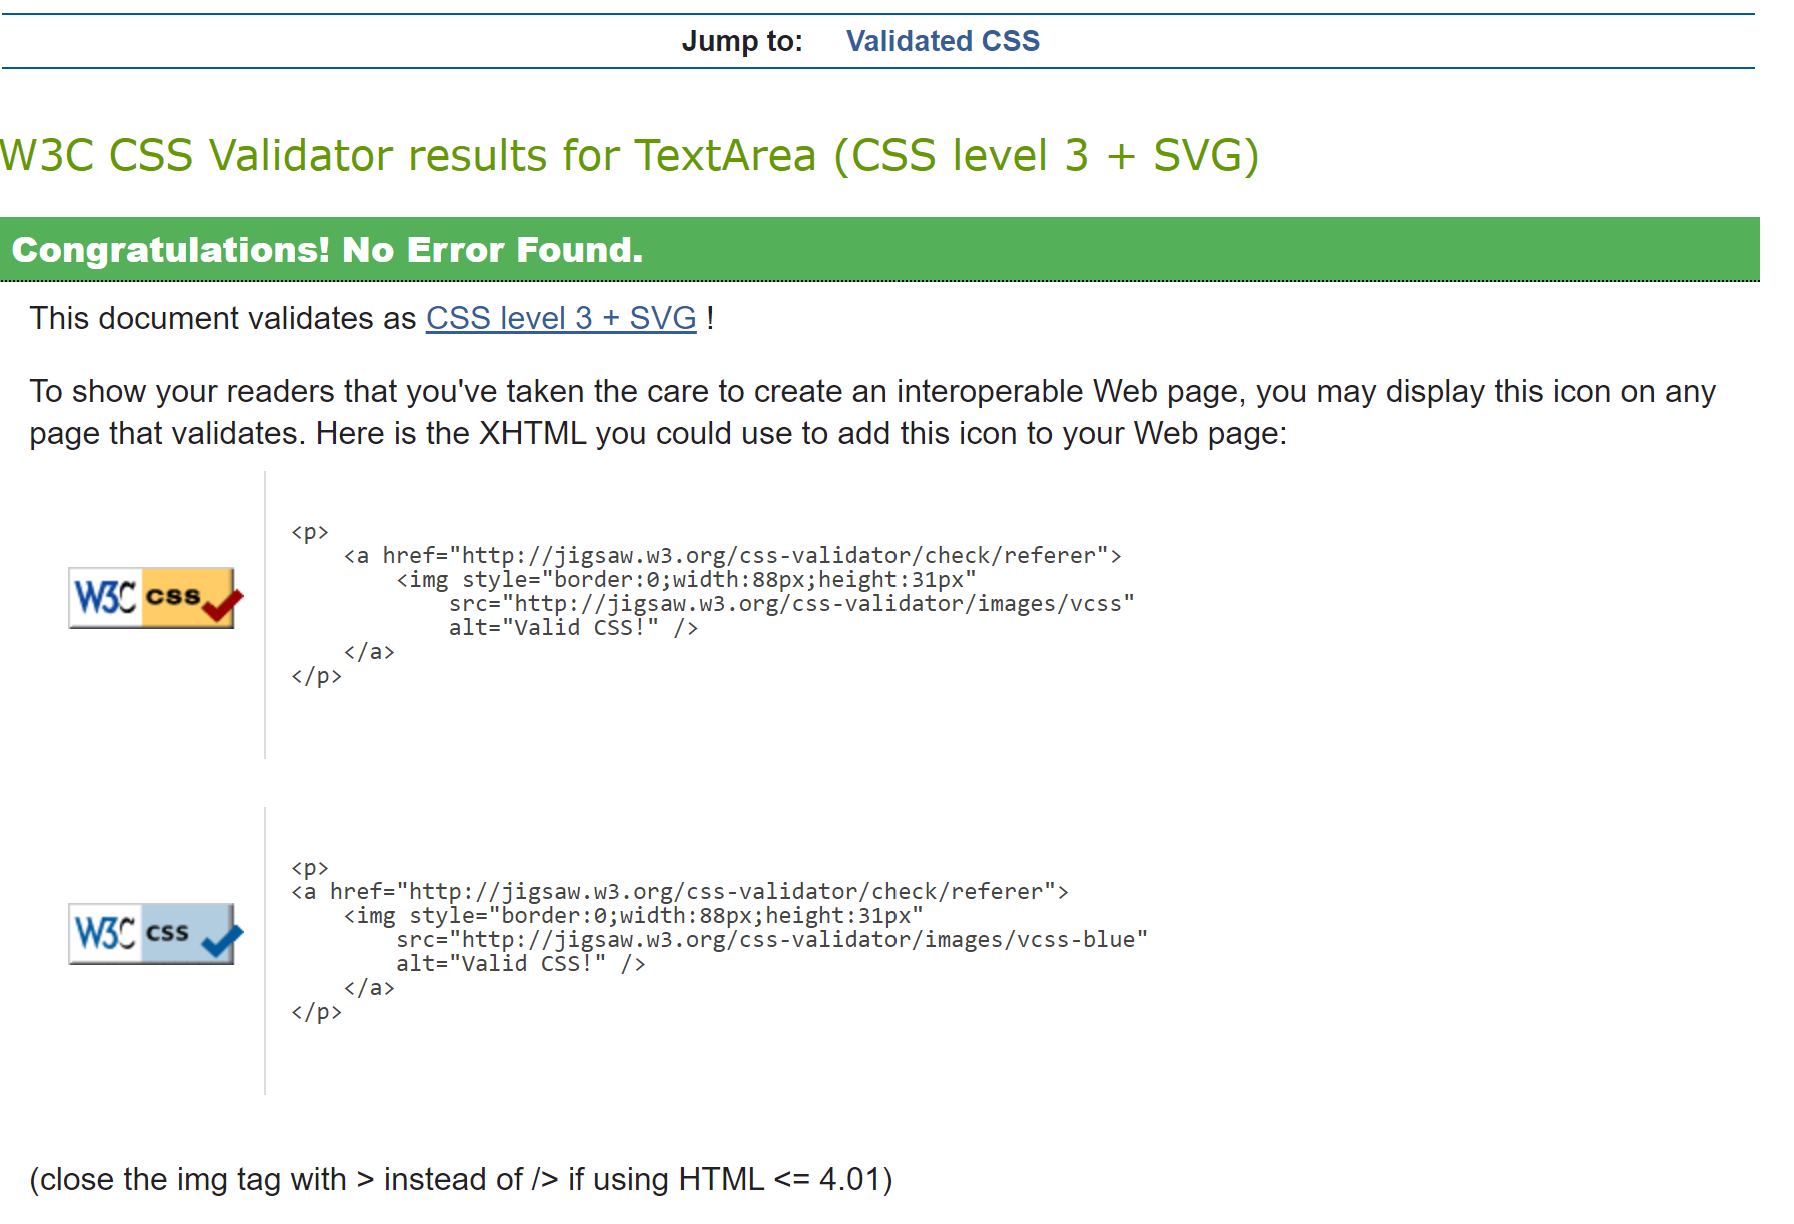 Jump to: Validated CSS
W3C CSS Validator results for TextArea (CSS level 3 + SVG)
Congratulations! No Error Found.
This document validates as CSS level 3 + SVG !
To show your readers that you've taken the care to create an interoperable Web page, you may display this icon on any
page that validates. Here is the XHTML you could use to add this icon to your Web page:
W3C css
<p>
    <a href="http://jigsaw.w3.org/css-validator/check/referer">
        <img style="border:0;width:88px;height:31px"
            src="http://jigsaw.w3.org/css-validator/images/vcss"
            alt="Valid CSS!" />
    </a>
</p>
W3C css
<p>
<a href="http://jigsaw.w3.org/css-validator/check/referer">
    <img style="border:0;width:88px;height:31px"
        src="http://jigsaw.w3.org/css-validator/images/vcss-blue"
        alt="Valid CSS!" />
    </a>
</p>
(close the img tag with > instead of /> if using HTML <= 4.01)